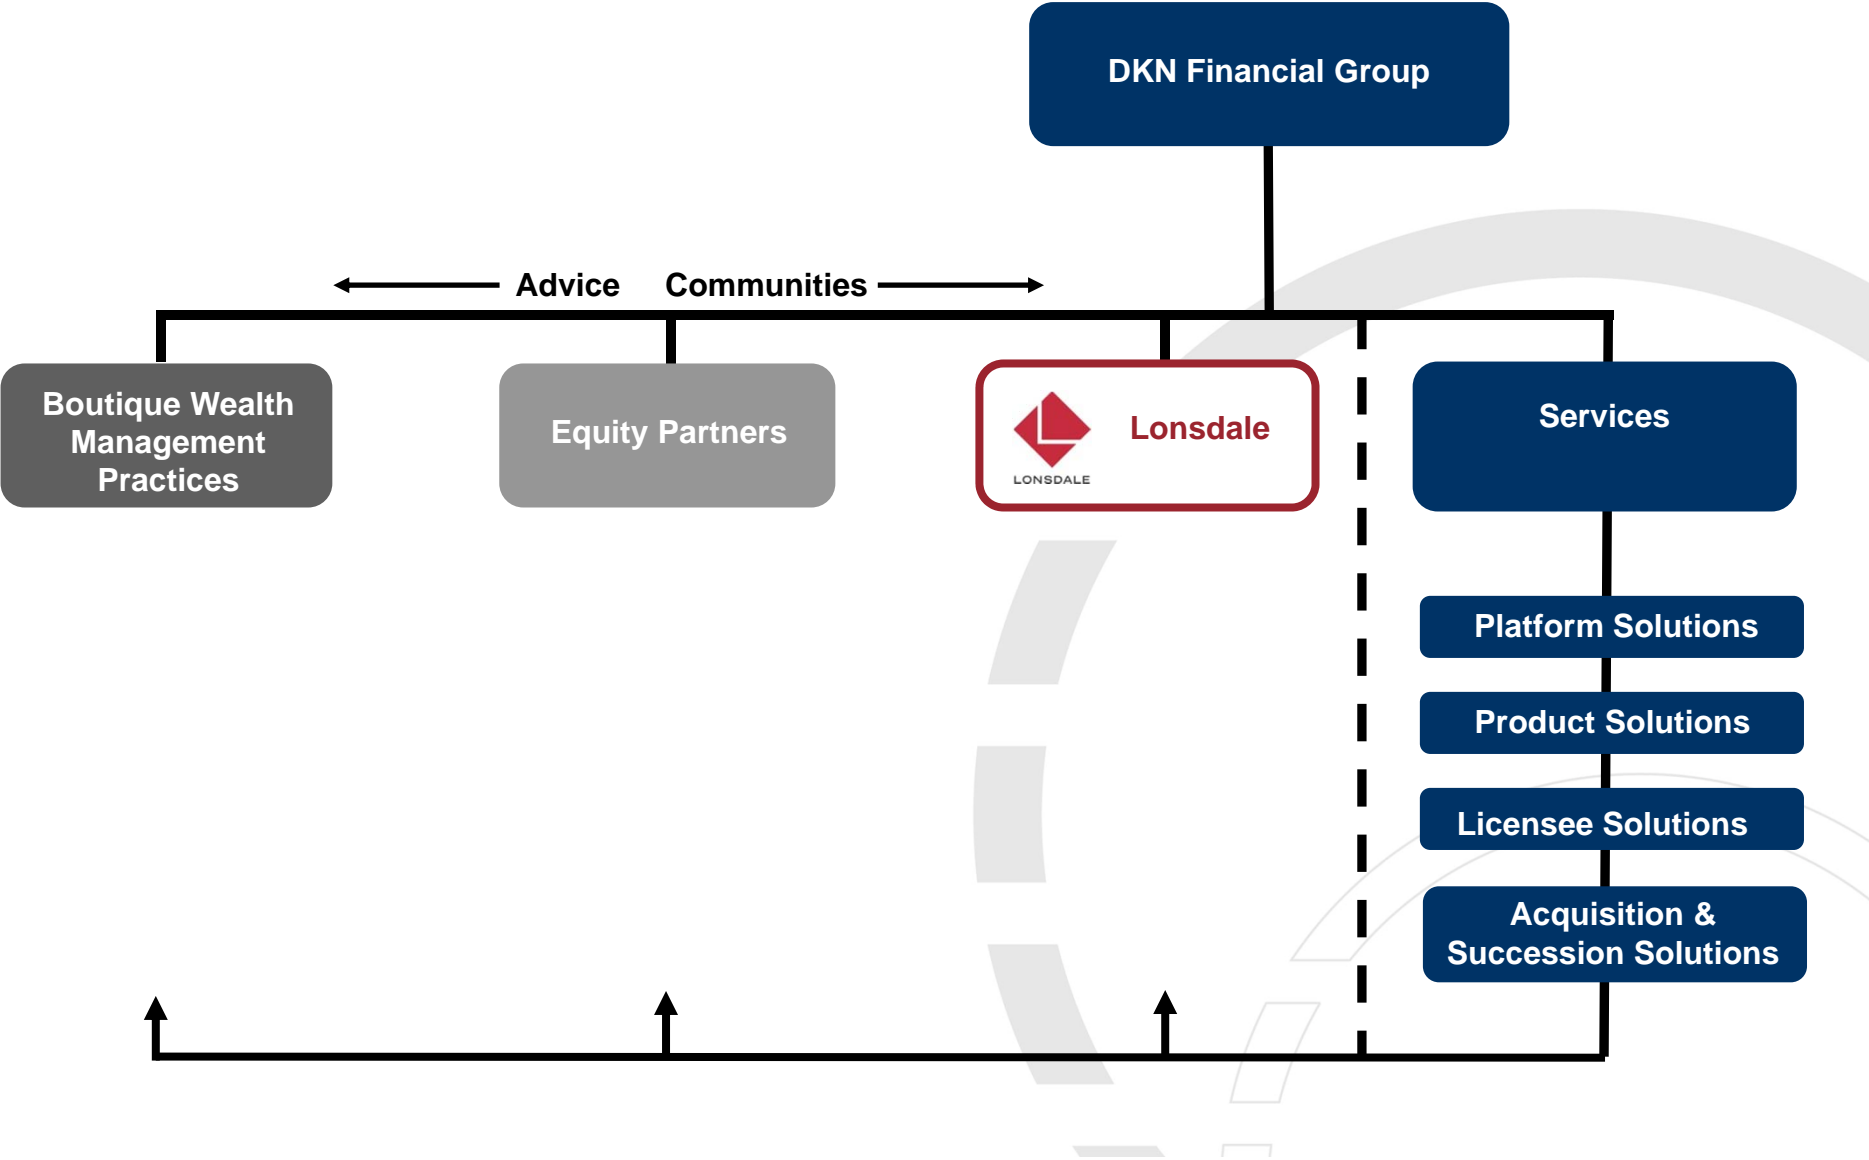 DKN Financial Group
Advice Communities
Boutique Wealth
Management
Practices
Equity Partners
LONSDALE
Lonsdale
Services
Platform Solutions
Product Solutions
Licensee Solutions
Acquisition &
Succession Solutions